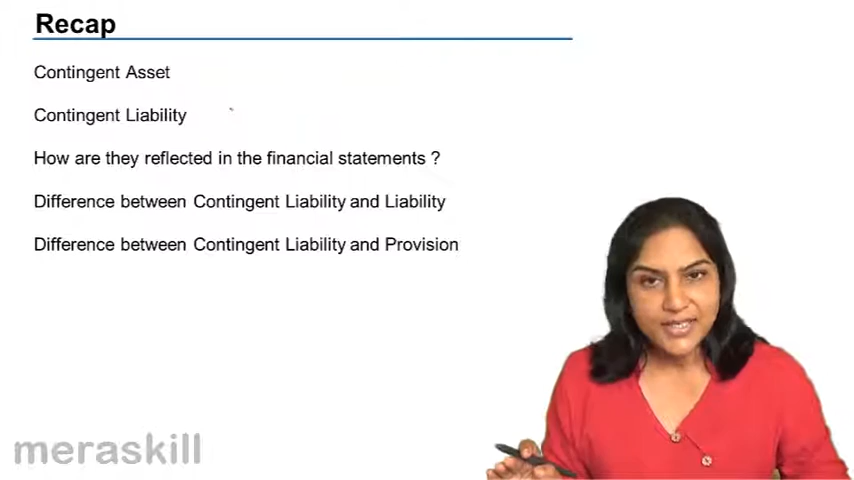 Recap
Contingent Asset
Contingent Liability
How are they reflected in the financial statements ?
Difference between Contingent Liability and Liability
Difference between Contingent Liability and Provision
meraskill